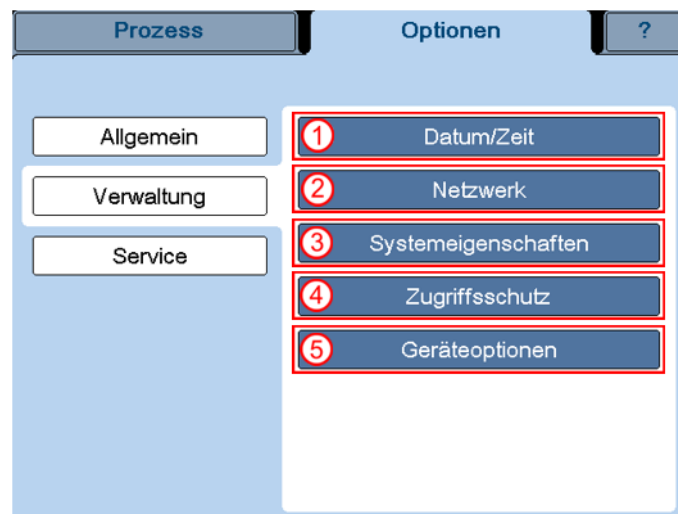 Prozess Optionen ?
Allgemein
Verwaltung
Service
1 Datum/Zeit
2 Netzwerk
3 Systemeigenschaften
4 Zugriffsschutz
5 Geräteoptionen